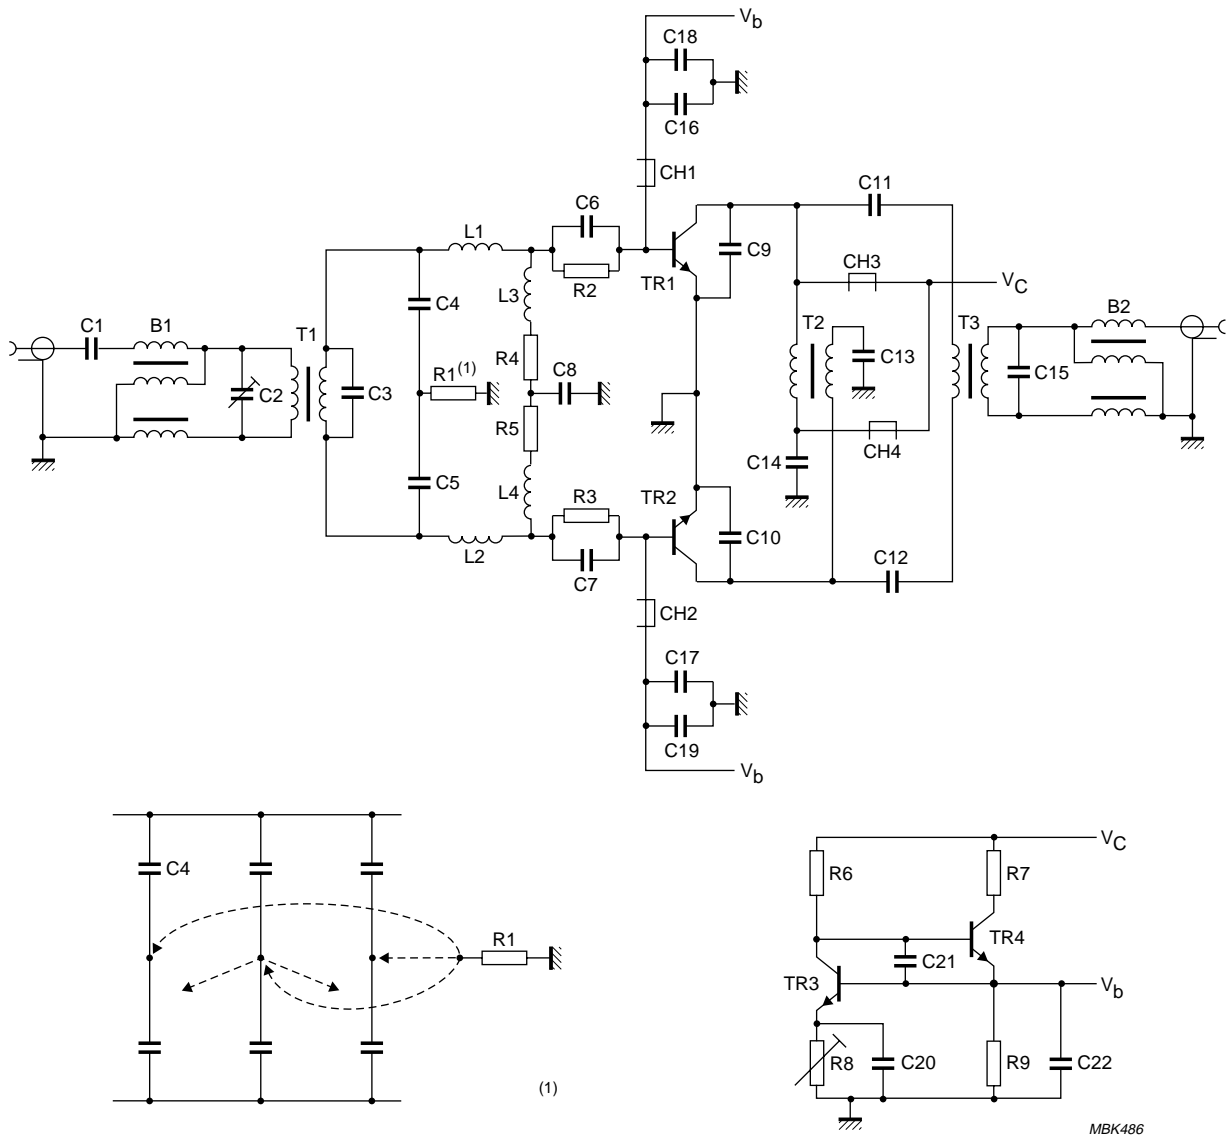 Vb
C18
C16
CH1
C11
C6
L1
C9
R2
TR1
CH3
VC
L3
C4
C1
B1
T1
T2
T3
B2
R4
C13
R1(1)
C8
C2
C3
C15
R5
CH4
C14
C5
L4
R3
TR2
C10
L2
C7
C12
CH2
C17
C19
Vb
C4
R1
(1)
VC
R6
R7
TR4
C21
TR3
Vb
R8
C20
R9
C22
MBK486